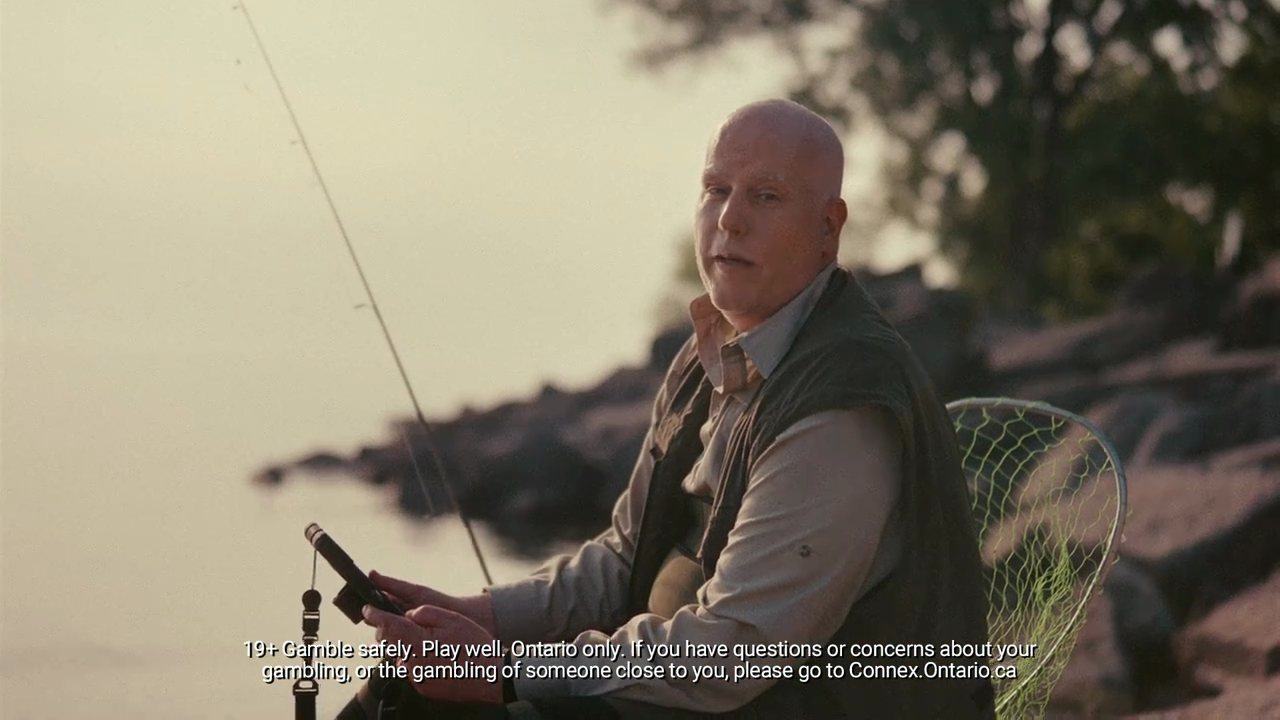 19+ Gamble safely. Play well. Ontario only. If you have questions or concerns about your
gambling, or the gambling of someone close to you, please go to Connex.Ontario.ca